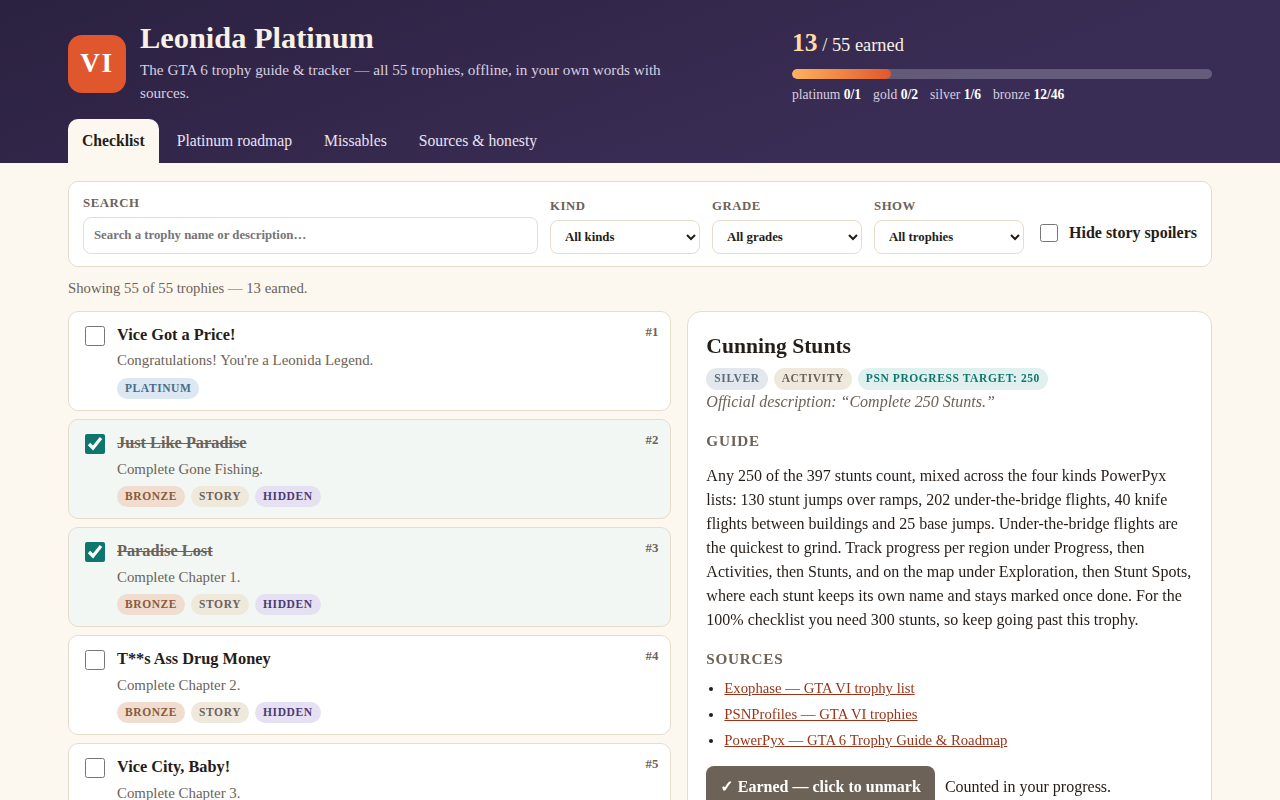 VI
Leonida Platinum
The GTA 6 trophy guide & tracker — all 55 trophies, offline, in your own words with
sources.
13 / 55 earned
platinum 0/1 gold 0/2 silver 1/6 bronze 12/46
Checklist Platinum roadmap Missables Sources & honesty
SEARCH KIND GRADE SHOW
Search a trophy name or description… All kinds All grades All trophies Hide story spoilers
Showing 55 of 55 trophies — 13 earned.
Vice Got a Price! #1
Congratulations! You're a Leonida Legend.
PLATINUM
Just Like Paradise #2
Complete Gone Fishing.
BRONZE STORY HIDDEN
Paradise Lost #3
Complete Chapter 1.
BRONZE STORY HIDDEN
T**s Ass Drug Money #4
Complete Chapter 2.
BRONZE STORY HIDDEN
Vice City, Baby! #5
Complete Chapter 3.
Cunning Stunts
SILVER ACTIVITY PSN PROGRESS TARGET: 250
Official description: “Complete 250 Stunts.”
GUIDE
Any 250 of the 397 stunts count, mixed across the four kinds PowerPyx
lists: 130 stunt jumps over ramps, 202 under-the-bridge flights, 40 knife
flights between buildings and 25 base jumps. Under-the-bridge flights are
the quickest to grind. Track progress per region under Progress, then
Activities, then Stunts, and on the map under Exploration, then Stunt Spots,
where each stunt keeps its own name and stays marked once done. For the
100% checklist you need 300 stunts, so keep going past this trophy.
SOURCES
• Exophase — GTA VI trophy list
• PSNProfiles — GTA VI trophies
• PowerPyx — GTA 6 Trophy Guide & Roadmap
✓ Earned — click to unmark Counted in your progress.